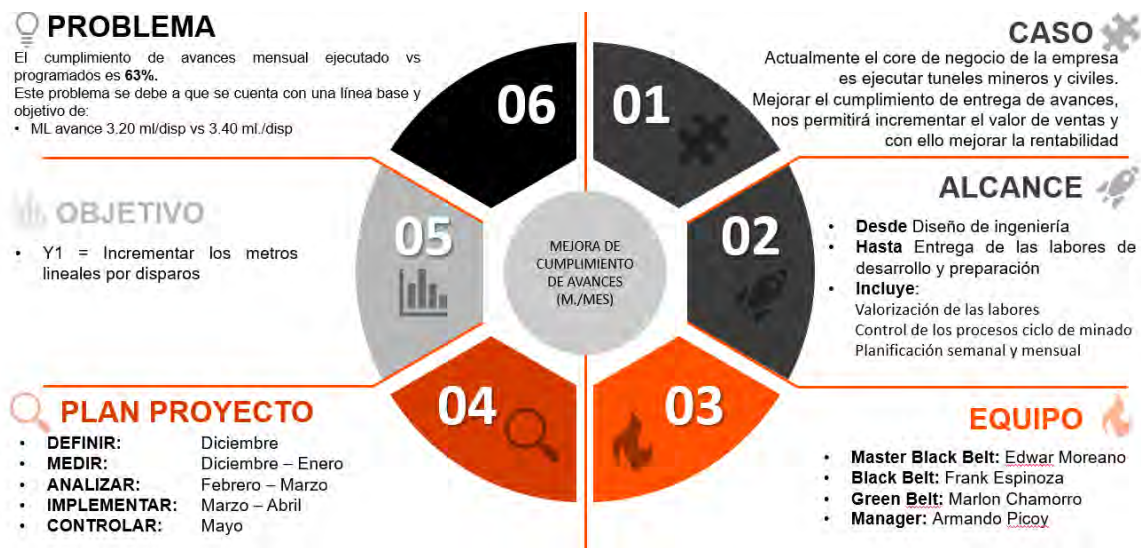 PROBLEMA
El cumplimiento de avances mensual ejecutado vs
programados es 63%.
Este problema se debe a que se cuenta con una línea base y
objetivo de:
• ML avance 3.20 ml/disp vs 3.40 ml./disp
OBJETIVO
• Y1 = Incrementar los metros
lineales por disparos
PLAN PROYECTO
• DEFINIR: Diciembre
• MEDIR: Diciembre – Enero
• ANALIZAR: Febrero – Marzo
• IMPLEMENTAR: Marzo – Abril
• CONTROLAR: Mayo
06
01
05
02
04
03
MEJORA DE
CUMPLIMIENTO
DE AVANCES
(M./MES)
CASO
Actualmente el core de negocio de la empresa
es ejecutar tuneles mineros y civiles.
Mejorar el cumplimiento de entrega de avances,
nos permitirá incrementar el valor de ventas y
con ello mejorar la rentabilidad
ALCANCE
• Desde Diseño de ingeniería
• Hasta Entrega de las labores de
desarrollo y preparación
• Incluye:
Valorización de las labores
Control de los procesos ciclo de minado
Planificación semanal y mensual
EQUIPO
• Master Black Belt: Edwar Moreano
• Black Belt: Frank Espinoza
• Green Belt: Marlon Chamorro
• Manager: Armando Picoy